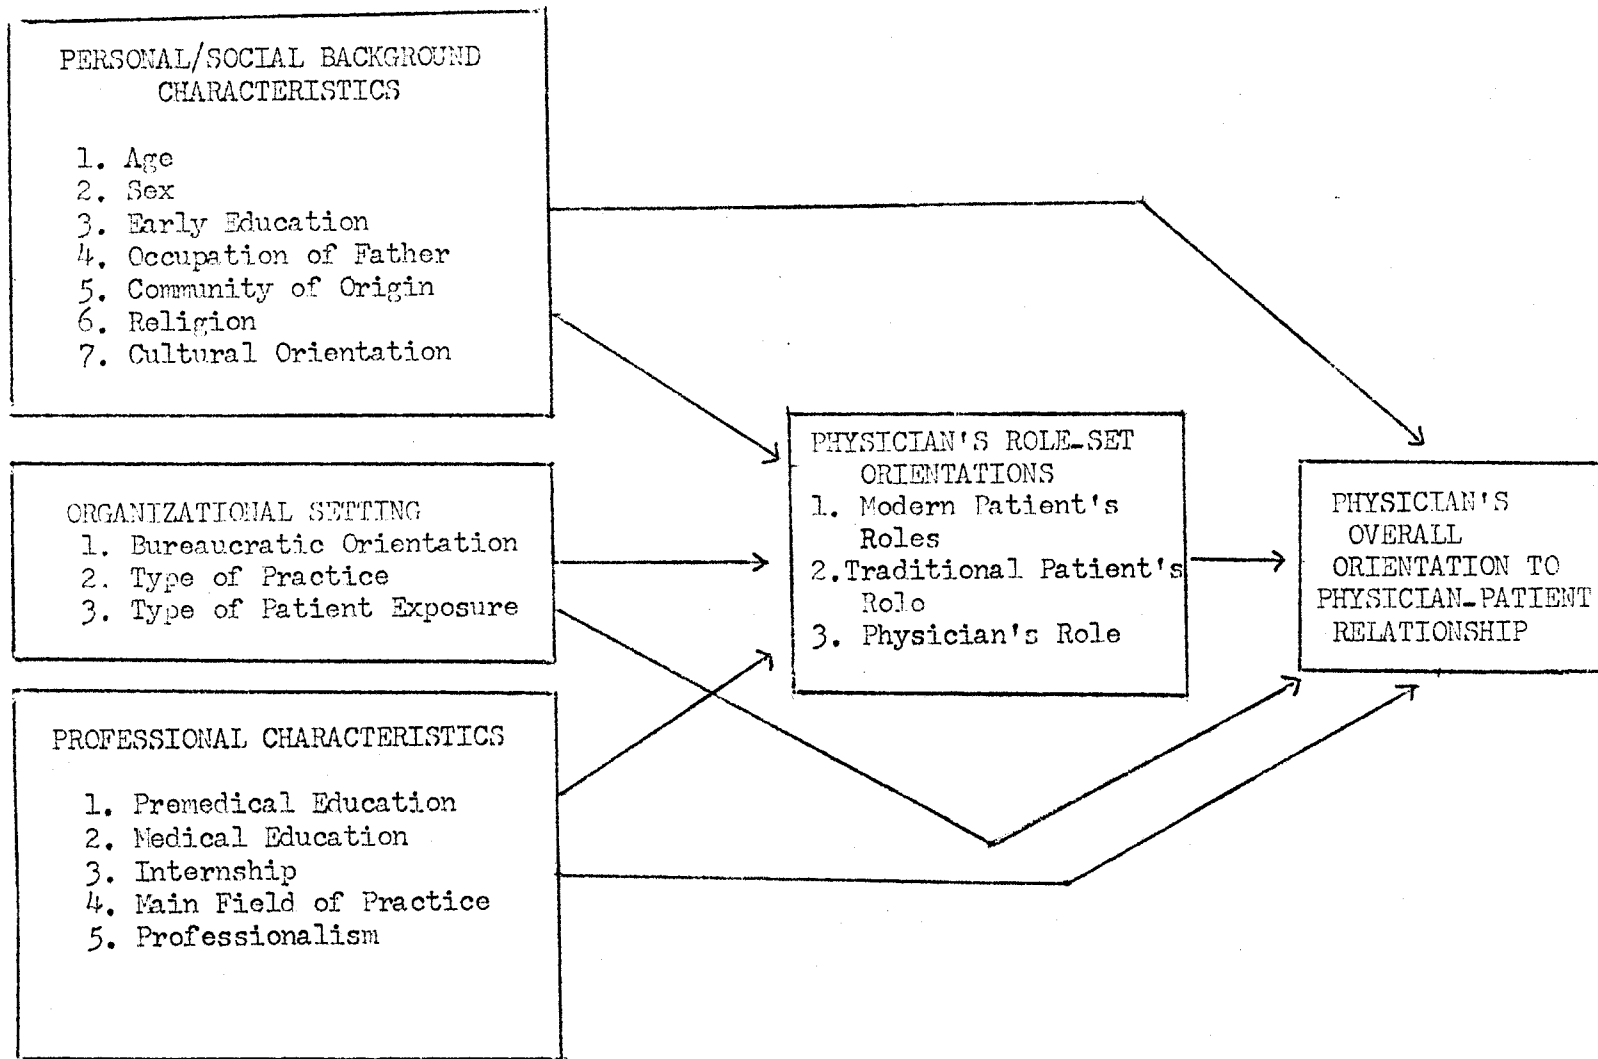 PERSONAL/SOCIAL BACKGROUND
CHARACTERISTICS
1. Age
2. Sex
3. Early Education
4. Occupation of Father
5. Community of Origin
6. Religion
7. Cultural Orientation
ORGANIZATIONAL SETTING
1. Bureaucratic Orientation
2. Type of Practice
3. Type of Patient Exposure
PROFESSIONAL CHARACTERISTICS
1. Premedical Education
2. Medical Education
3. Internship
4. Main Field of Practice
5. Professionalism
PHYSICIAN'S ROLE-SET
ORIENTATIONS
1. Modern Patient's
Roles
2.Traditional Patient's
Role
3. Physician's Role
PHYSICIAN'S
OVERALL
ORIENTATION TO
PHYSICIAN-PATIENT
RELATIONSHIP